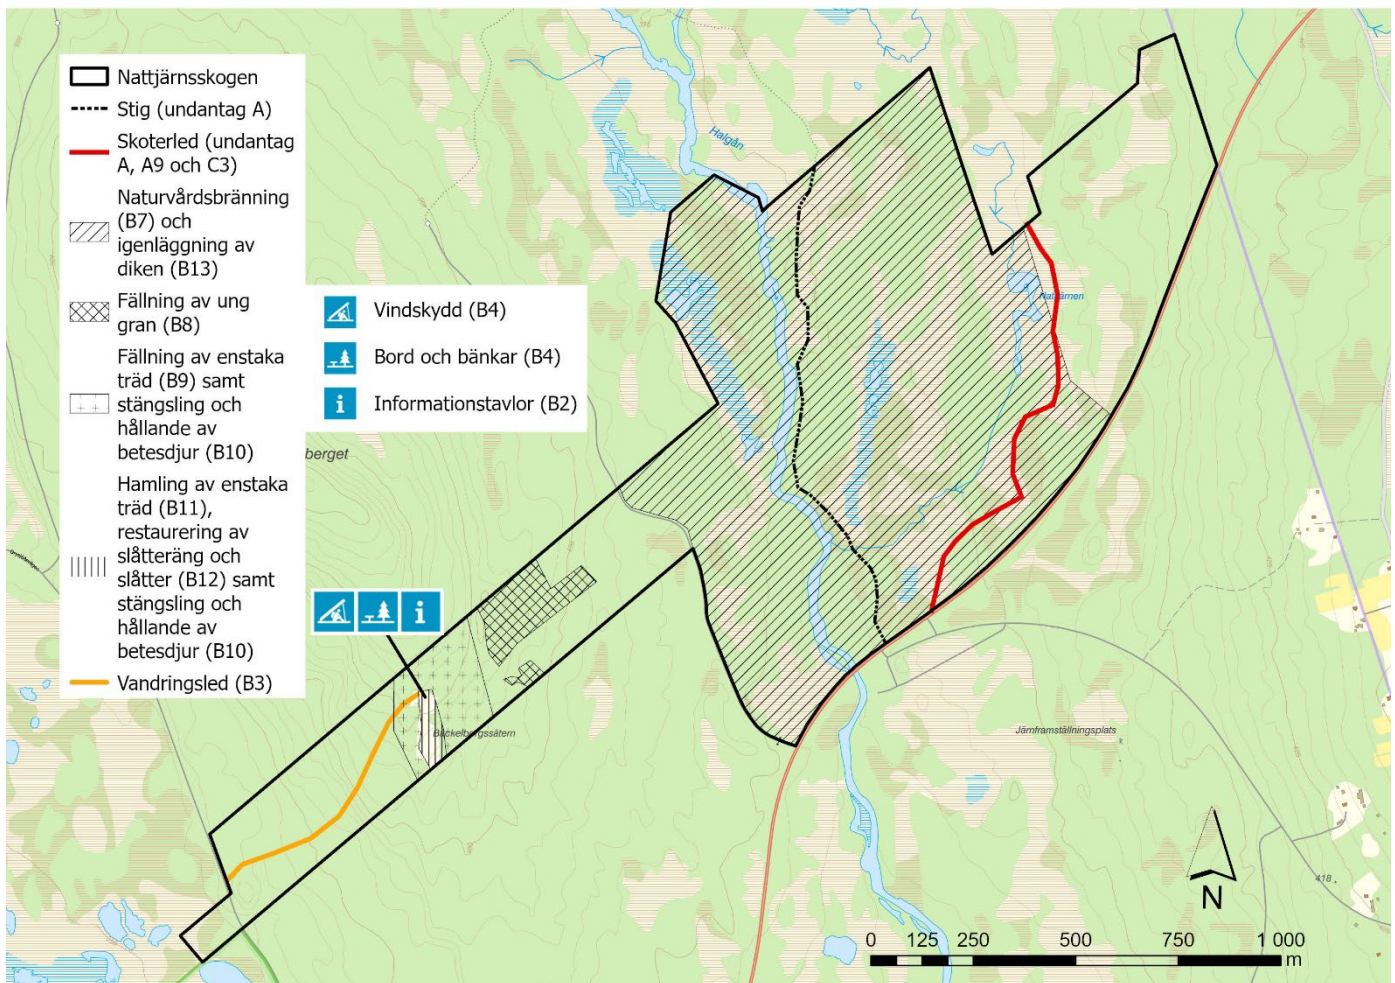 Nattjärnsskogen
Stig (undantag A)
Skoterled (undantag
A, A9 och C3)
Naturvårdsbränning
(B7) och
igenläggning av
diken (B13)
Fällning av ung
gran (B8)
Fällning av enstaka
träd (B9) samt
stängsling och
hållande av
betesdjur (B10)
Hamling av enstaka
träd (B11),
restaurering av
slåtteräng och
slåtter (B12) samt
stängsling och
hållande av
betesdjur (B10)
Vandringsled (B3)
Vindskydd (B4)
Bord och bänkar (B4)
i Informationstavlor (B2)
i
Halgån
berget
Bäckelbergssätern
Järnframställningsplats
418
N
0 125 250 500 750 1 000
m